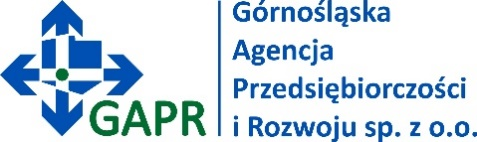 GAPR
Górnośląska
Agencja
Przedsiębiorczości
i Rozwoju sp. z o.o.